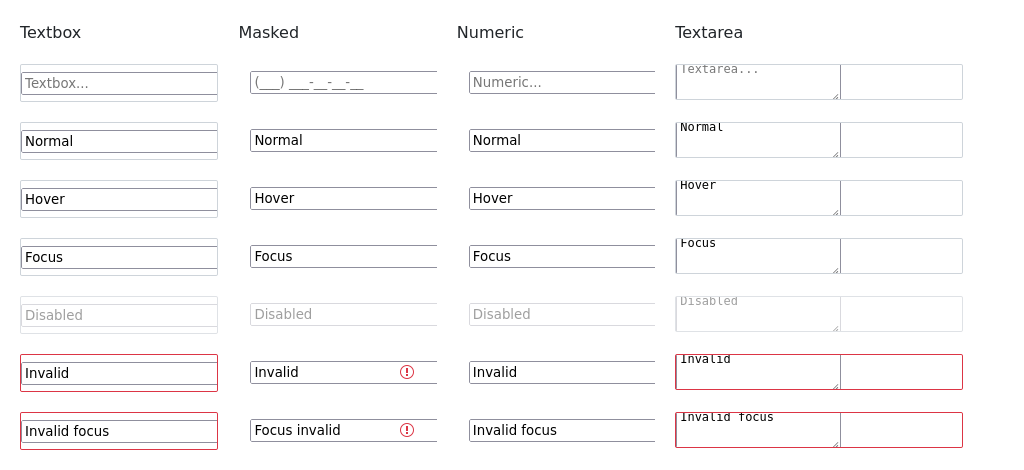 Textbox Masked Numeric Textarea
Textbox... (___) ___-__-__-__ Numeric... Textarea...
Normal Normal Normal Normal
Hover Hover Hover Hover
Focus Focus Focus Focus
Disabled Disabled Disabled Disabled
Invalid Invalid Invalid Invalid
Invalid focus Focus invalid Invalid focus Invalid focus